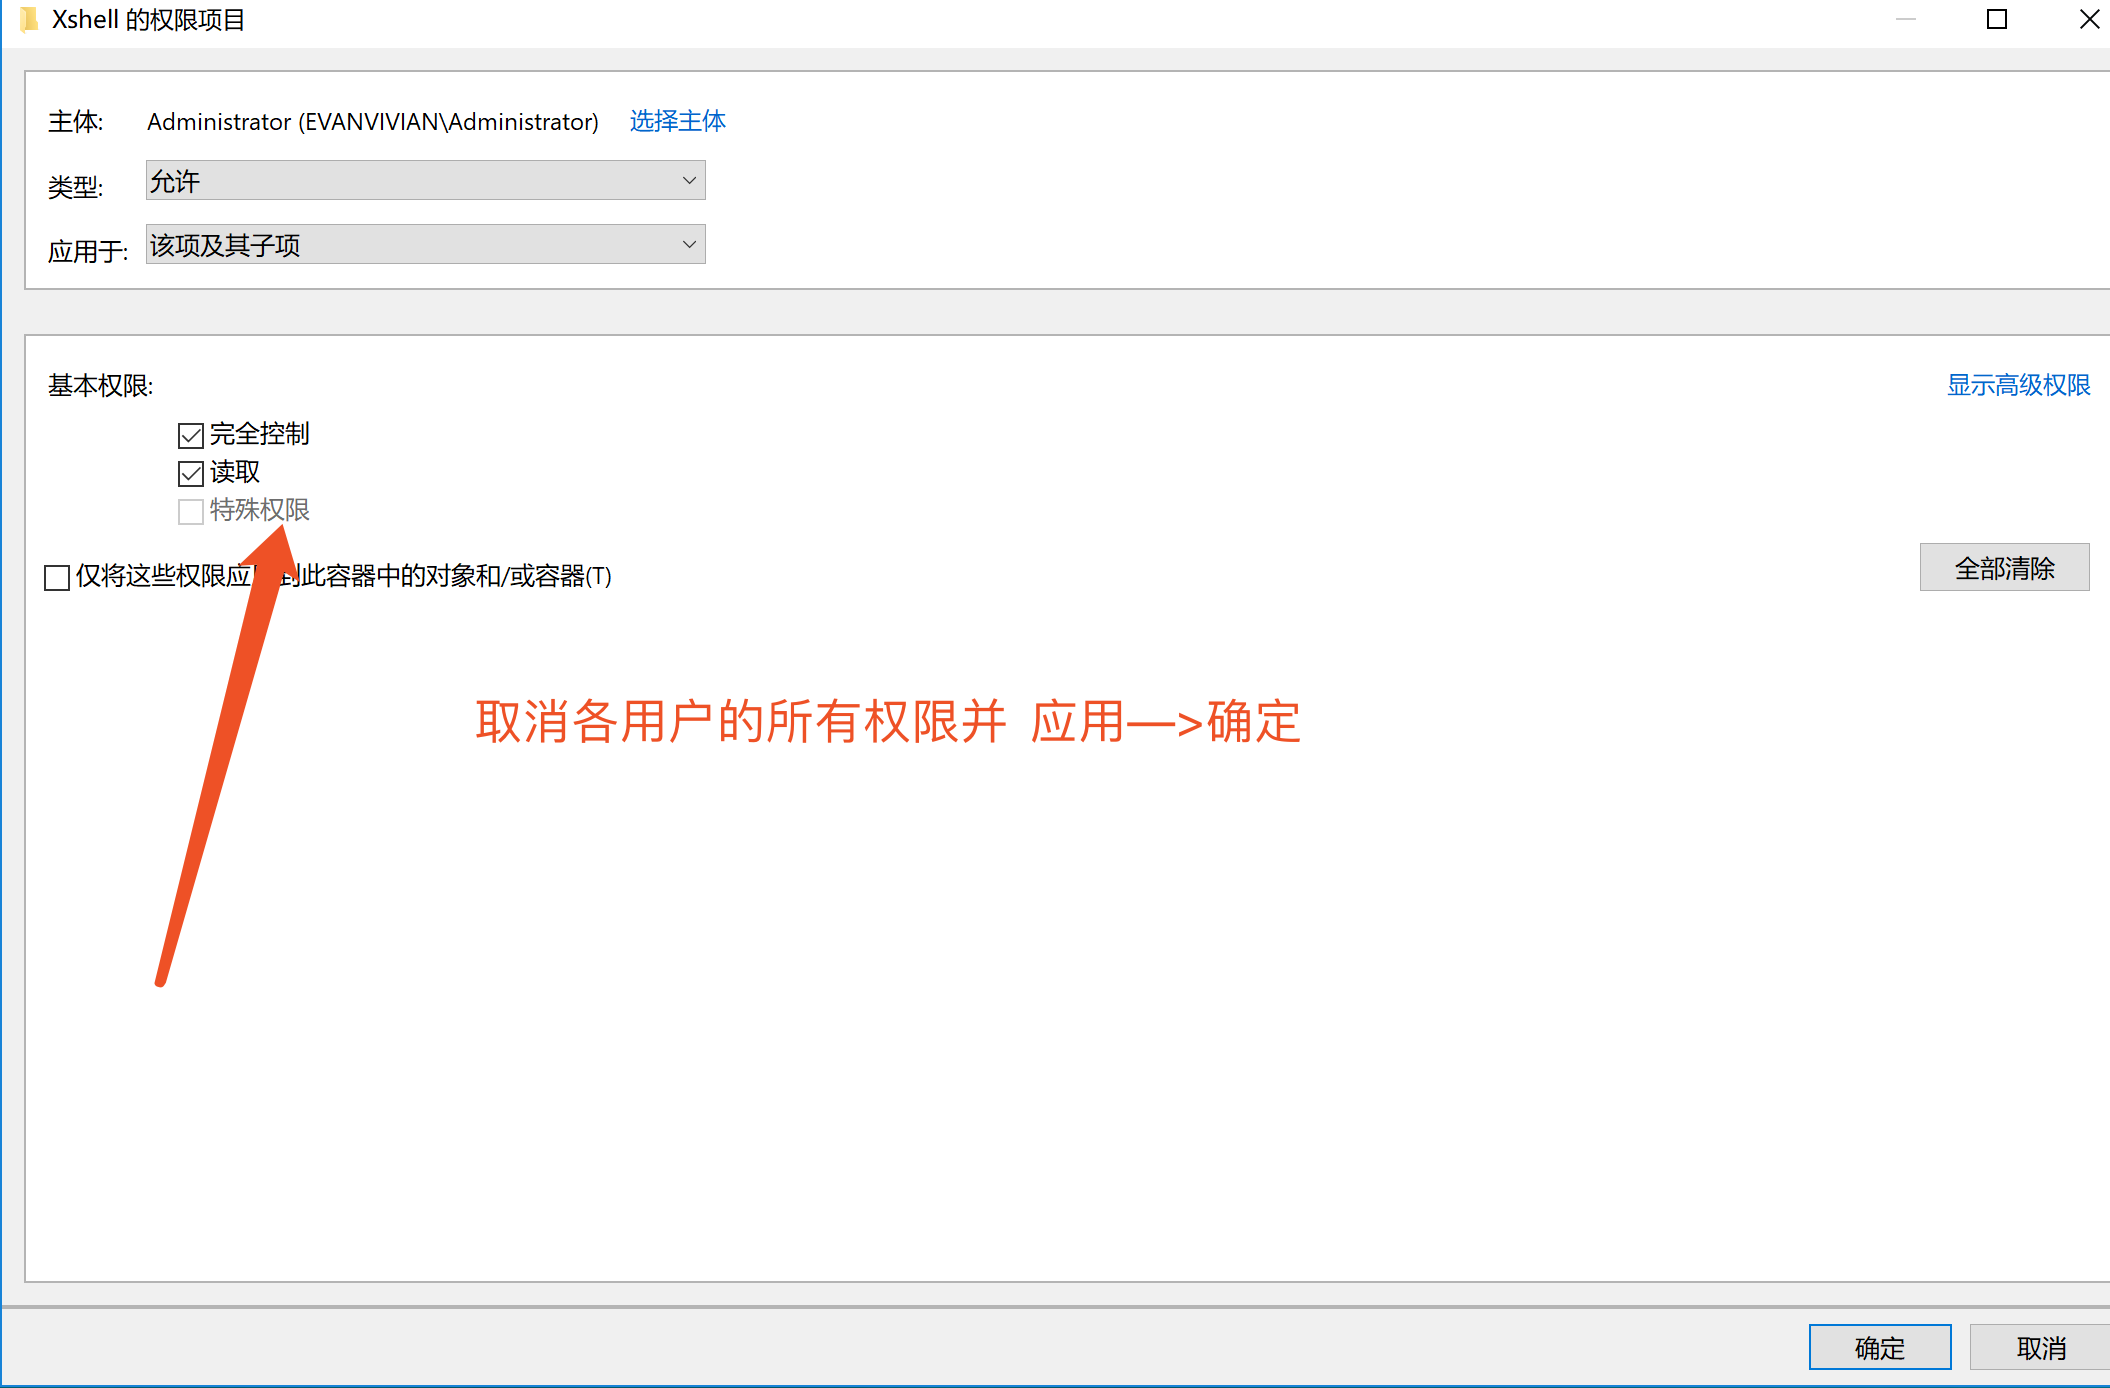 Xshell 的权限项目
主体: Administrator (EVANVIVIAN\Administrator) 选择主体
类型: 允许
应用于: 该项及其子项
基本权限: 显示高级权限
完全控制
读取
特殊权限
仅将这些权限应 到此容器中的对象和/或容器(T) 全部清除
取消各用户的所有权限并 应用—>确定
确定 取消